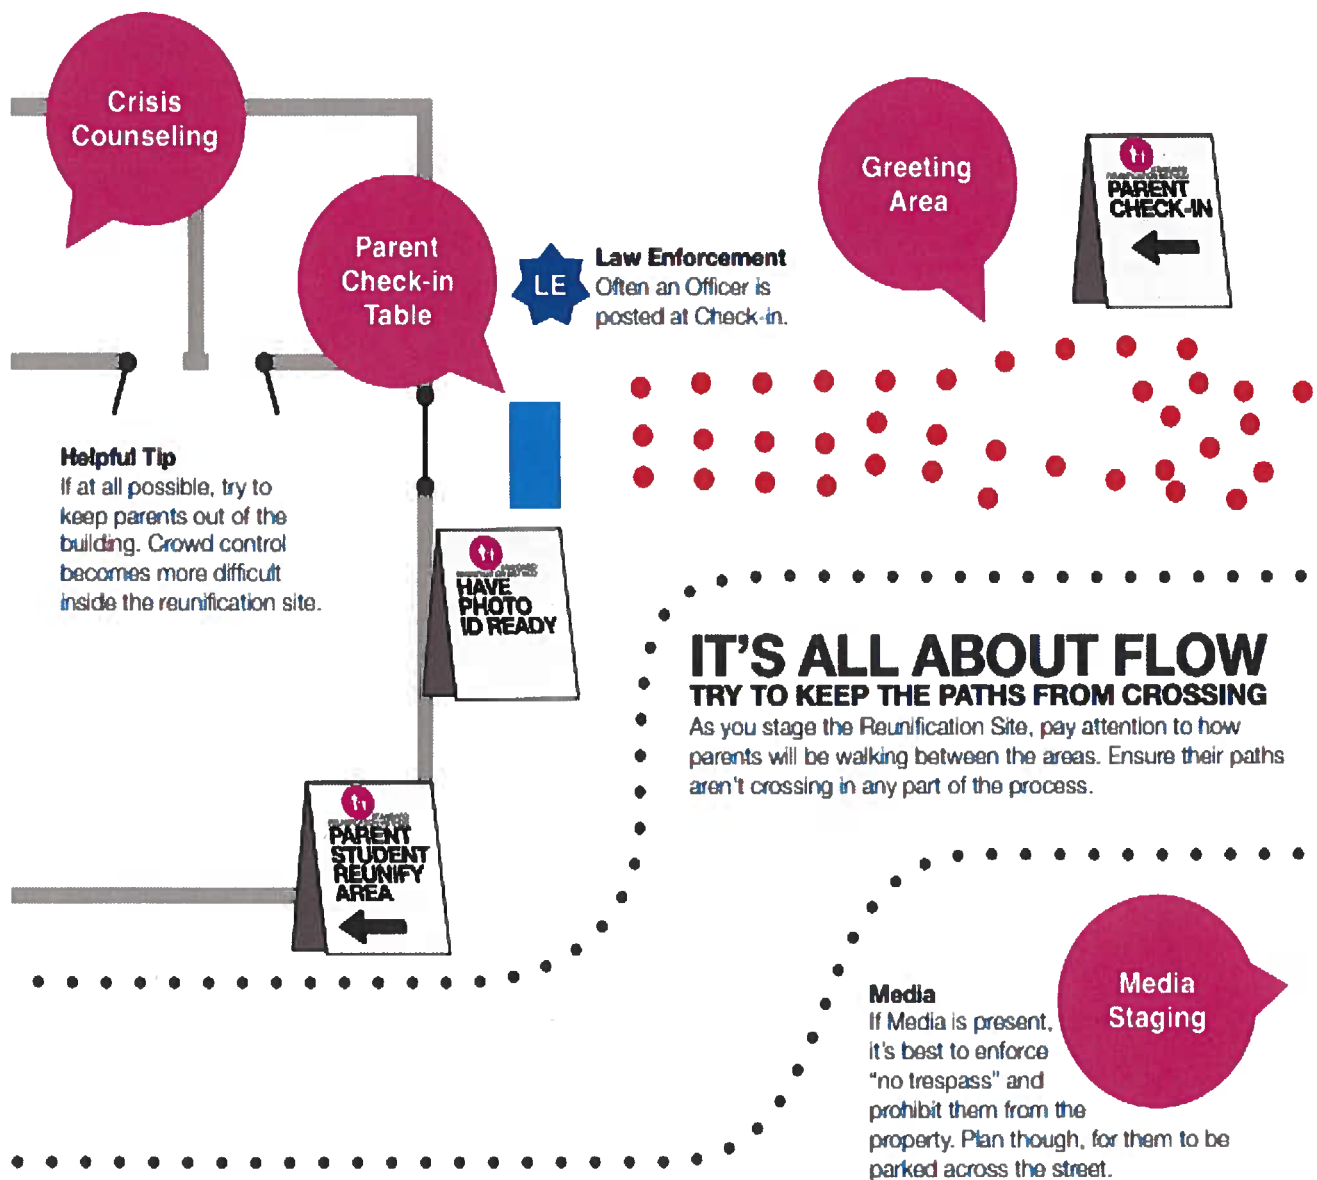 Crisis
Counseling
Greeting
Area
PARENT
CHECK-IN
Parent
Check-in
Table
LE
Law Enforcement
Often an Officer is
posted at Check-in.
Helpful Tip
If at all possible, try to
keep parents out of the
building. Crowd control
becomes more difficult
inside the reunification site.
HAVE
PHOTO
ID READY
IT'S ALL ABOUT FLOW
TRY TO KEEP THE PATHS FROM CROSSING
As you stage the Reunification Site, pay attention to how
parents will be walking between the areas. Ensure their paths
aren't crossing in any part of the process.
PARENT
STUDENT
REUNIFY
AREA
Media
Staging
Media
If Media is present,
it's best to enforce
"no trespass" and
prohibit them from the
property. Plan though, for them to be
parked across the street.